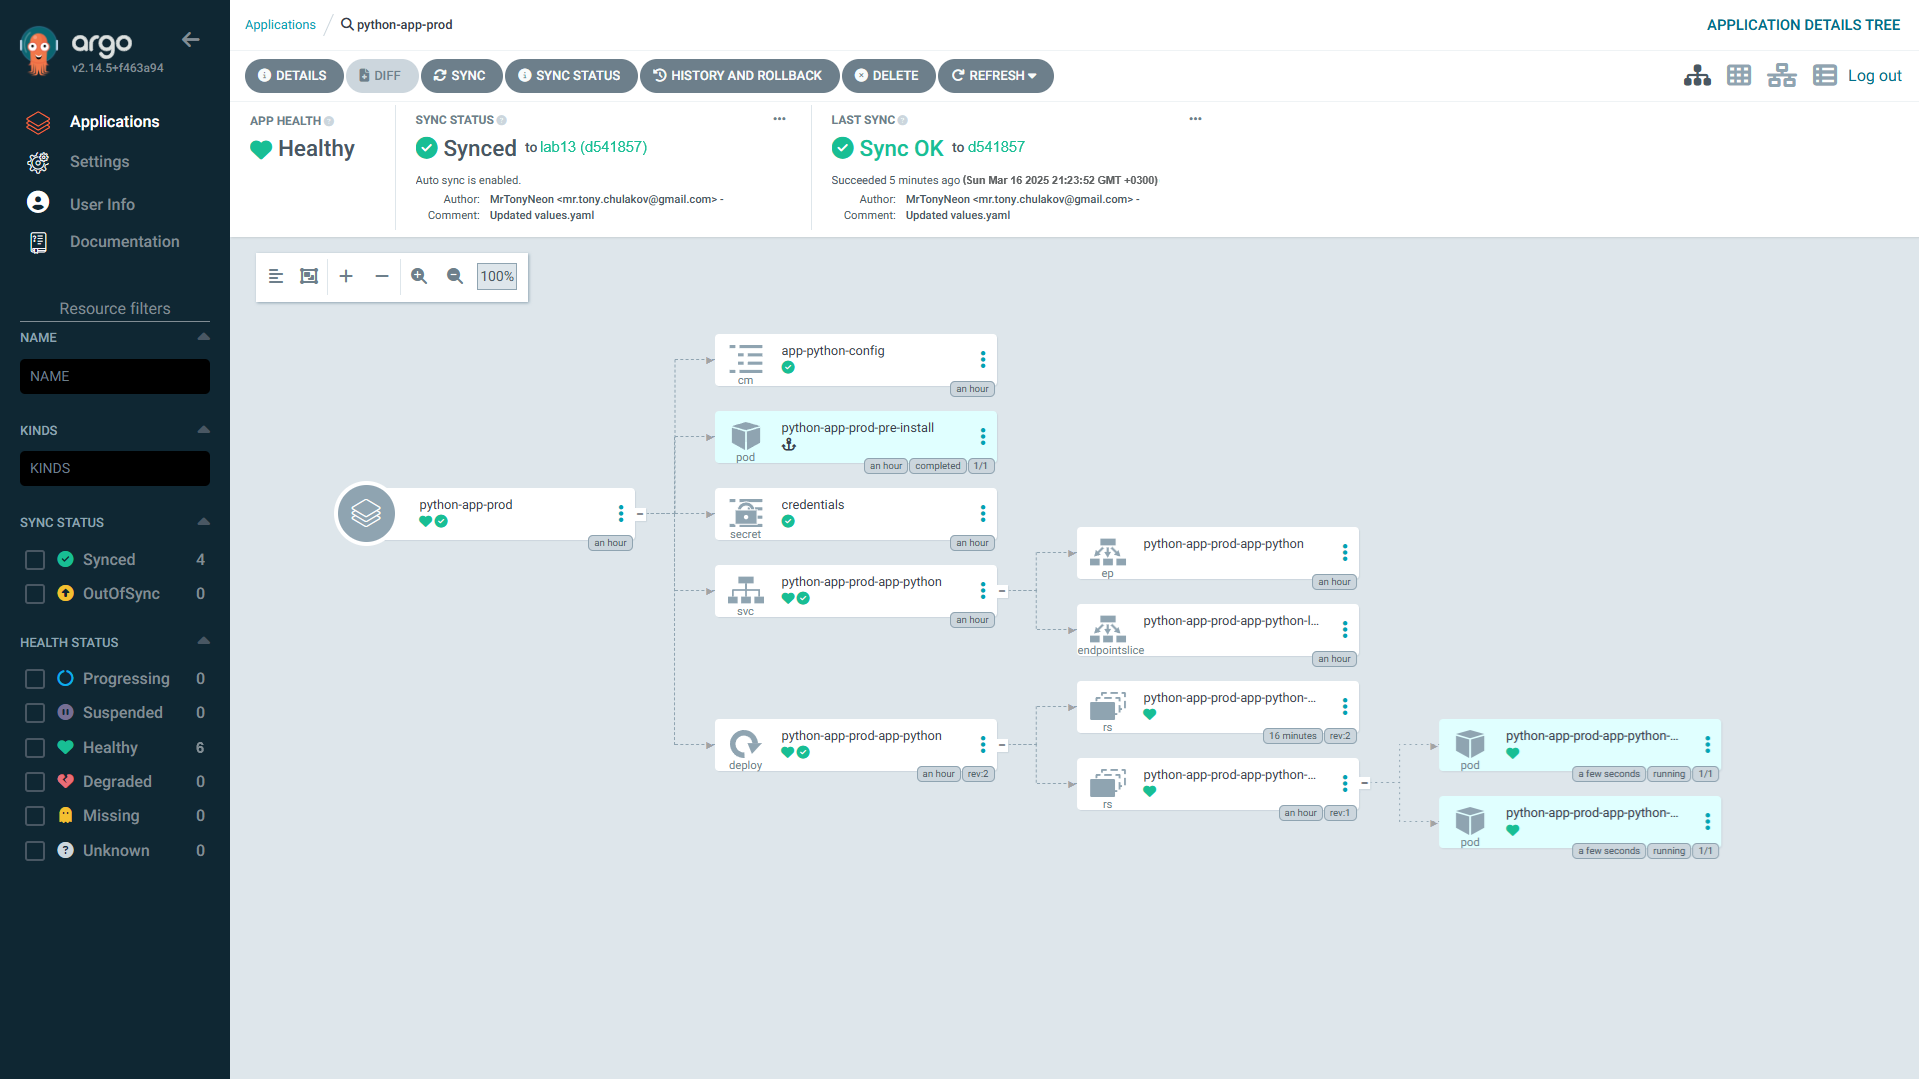 argo
v2.14.5+f463a94
Applications
Settings
User Info
Documentation
Resource filters
NAME
NAME
KINDS
KINDS
SYNC STATUS
Synced 4
OutOfSync 0
HEALTH STATUS
Progressing 0
Suspended 0
Healthy 6
Degraded 0
Missing 0
Unknown 0
Applications / python-app-prod
APPLICATION DETAILS TREE
DETAILS DIFF SYNC SYNC STATUS HISTORY AND ROLLBACK DELETE REFRESH
Log out
APP HEALTH
Healthy
SYNC STATUS
Synced to lab13 (d541857)
Auto sync is enabled.
Author: MrTonyNeon <mr.tony.chulakov@gmail.com> -
Comment: Updated values.yaml
LAST SYNC
Sync OK to d541857
Succeeded 5 minutes ago (Sun Mar 16 2025 21:23:52 GMT +0300)
Author: MrTonyNeon <mr.tony.chulakov@gmail.com> -
Comment: Updated values.yaml
100%
python-app-prod
an hour
app-python-config
cm
an hour
python-app-prod-pre-install
pod
an hour completed 1/1
credentials
secret
an hour
python-app-prod-app-python
svc
an hour
python-app-prod-app-python
deploy
an hour rev:2
python-app-prod-app-python
ep
an hour
python-app-prod-app-python-l...
endpointslice
an hour
python-app-prod-app-python-...
rs
16 minutes rev:2
python-app-prod-app-python-...
rs
an hour rev:1
python-app-prod-app-python-...
pod
a few seconds running 1/1
python-app-prod-app-python-...
pod
a few seconds running 1/1